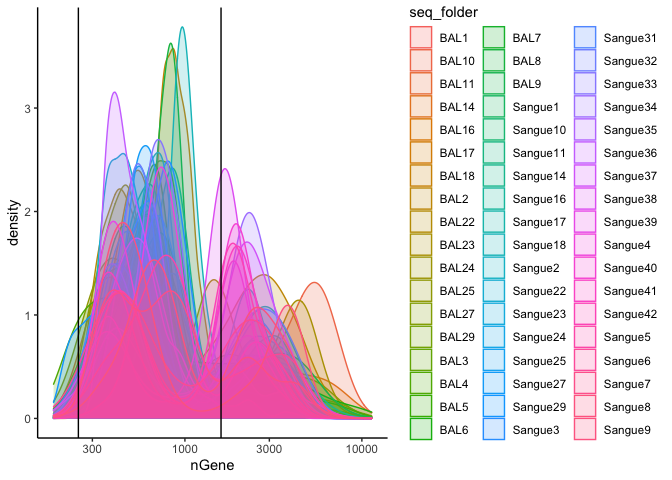 seq_folder
BAL1
BAL10
BAL11
BAL14
BAL16
BAL17
BAL18
BAL2
BAL22
BAL23
BAL24
BAL25
BAL27
BAL29
BAL3
BAL4
BAL5
BAL6
BAL7
BAL8
BAL9
Sangue1
Sangue10
Sangue11
Sangue14
Sangue16
Sangue17
Sangue18
Sangue2
Sangue22
Sangue23
Sangue24
Sangue25
Sangue27
Sangue29
Sangue3
Sangue31
Sangue32
Sangue33
Sangue34
Sangue35
Sangue36
Sangue37
Sangue38
Sangue39
Sangue4
Sangue40
Sangue41
Sangue42
Sangue5
Sangue6
Sangue7
Sangue8
Sangue9
density
3
2
1
0
300
1000
3000
10000
nGene